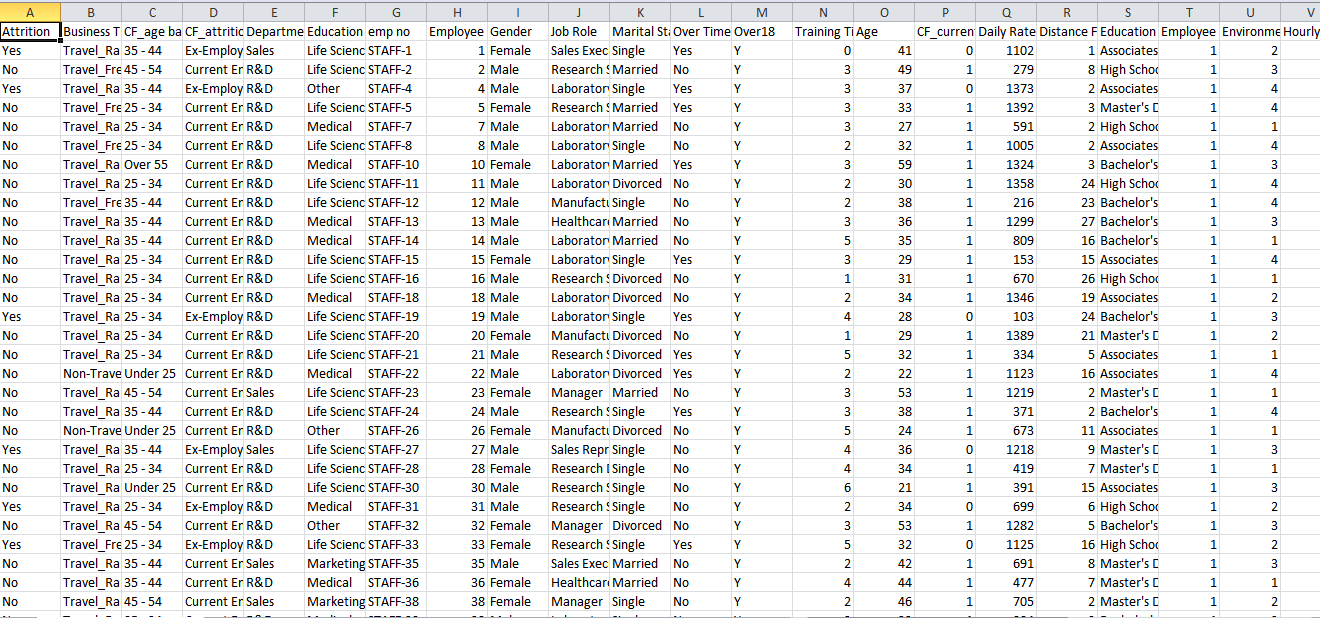 A B C D E F G H I J K L M N O P Q R S T U V
Attrition Business T CF_age ba CF_attritic Departme Education emp no Employee Gender Job Role Marital Sta Over Time Over18 Training Ti Age CF_curren Daily Rate Distance F Education Employee Environme Hourly
Yes Travel_Ra 35 - 44 Ex-Employ Sales Life Scienc STAFF-1 1 Female Sales Exec Single Yes Y 0 41 0 1102 1 Associates 1 2
No Travel_Fre 45 - 54 Current Er R&D Life Scienc STAFF-2 2 Male Research S Married No Y 3 49 1 279 8 High Schoo 1 3
Yes Travel_Ra 35 - 44 Ex-Employ R&D Other STAFF-4 4 Male Laborator Single Yes Y 3 37 0 1373 2 Associates 1 4
No Travel_Fre 25 - 34 Current Er R&D Life Scienc STAFF-5 5 Female Research S Married Yes Y 3 33 1 1392 3 Master's D 1 4
No Travel_Ra 25 - 34 Current Er R&D Medical STAFF-7 7 Male Laborator Married No Y 3 27 1 591 2 High Schoo 1 1
No Travel_Fre 25 - 34 Current Er R&D Life Scienc STAFF-8 8 Male Laborator Single No Y 2 32 1 1005 2 Associates 1 4
No Travel_Ra Over 55 Current Er R&D Medical STAFF-10 10 Female Laborator Married Yes Y 3 59 1 1324 3 Bachelor's 1 3
No Travel_Ra 25 - 34 Current Er R&D Life Scienc STAFF-11 11 Male Laborator Divorced No Y 2 30 1 1358 24 High Schoo 1 4
No Travel_Fre 35 - 44 Current Er R&D Life Scienc STAFF-12 12 Male Manufactu Single No Y 2 38 1 216 23 Bachelor's 1 4
No Travel_Ra 35 - 44 Current Er R&D Medical STAFF-13 13 Male Healthcar Married No Y 3 36 1 1299 27 Bachelor's 1 3
No Travel_Ra 35 - 44 Current Er R&D Medical STAFF-14 14 Male Laborator Married No Y 5 35 1 809 16 Bachelor's 1 1
No Travel_Ra 25 - 34 Current Er R&D Life Scienc STAFF-15 15 Female Laborator Single Yes Y 3 29 1 153 15 Associates 1 4
No Travel_Ra 25 - 34 Current Er R&D Life Scienc STAFF-16 16 Male Research S Divorced No Y 1 31 1 670 26 High Schoo 1 1
No Travel_Ra 25 - 34 Current Er R&D Medical STAFF-18 18 Male Laborator Divorced No Y 2 34 1 1346 19 Associates 1 2
Yes Travel_Ra 25 - 34 Ex-Employ R&D Life Scienc STAFF-19 19 Male Laborator Single Yes Y 4 28 0 103 24 Bachelor's 1 3
No Travel_Ra 25 - 34 Current Er R&D Life Scienc STAFF-20 20 Female Manufactu Divorced No Y 1 29 1 1389 21 Master's D 1 2
No Travel_Ra 25 - 34 Current Er R&D Life Scienc STAFF-21 21 Male Research S Divorced Yes Y 5 32 1 334 5 Associates 1 1
No Non-Trave Under 25 Current Er R&D Medical STAFF-22 22 Male Laborator Divorced Yes Y 2 22 1 1123 16 Associates 1 4
No Travel_Ra 45 - 54 Current Er Sales Life Scienc STAFF-23 23 Female Manager Married No Y 3 53 1 1219 2 Master's D 1 1
No Travel_Ra 35 - 44 Current Er R&D Life Scienc STAFF-24 24 Male Research S Single Yes Y 3 38 1 371 2 Bachelor's 1 4
No Non-Trave Under 25 Current Er R&D Other STAFF-26 26 Female Manufactu Divorced No Y 5 24 1 673 11 Associates 1 1
Yes Travel_Ra 35 - 44 Ex-Employ Sales Life Scienc STAFF-27 27 Male Sales Repr Single No Y 4 36 0 1218 9 Master's D 1 3
No Travel_Ra 25 - 34 Current Er R&D Life Scienc STAFF-28 28 Female Research D Single No Y 4 34 1 419 7 Master's D 1 1
No Travel_Ra Under 25 Current Er R&D Life Scienc STAFF-30 30 Male Research S Single No Y 6 21 1 391 15 Associates 1 3
Yes Travel_Ra 25 - 34 Ex-Employ R&D Medical STAFF-31 31 Male Research S Single No Y 2 34 0 699 6 High Schoo 1 2
No Travel_Ra 45 - 54 Current Er R&D Other STAFF-32 32 Female Manager Divorced No Y 3 53 1 1282 5 Bachelor's 1 3
Yes Travel_Fre 25 - 34 Ex-Employ R&D Life Scienc STAFF-33 33 Female Research S Single Yes Y 5 32 0 1125 16 High Schoo 1 2
No Travel_Ra 35 - 44 Current Er Sales Marketing STAFF-35 35 Male Sales Exec Married No Y 2 42 1 691 8 Master's D 1 3
No Travel_Ra 35 - 44 Current Er R&D Medical STAFF-36 36 Female Healthcar Married No Y 4 44 1 477 7 Master's D 1 1
No Travel_Ra 45 - 54 Current Er Sales Marketing STAFF-38 38 Female Manager Single No Y 2 46 1 705 2 Master's D 1 2